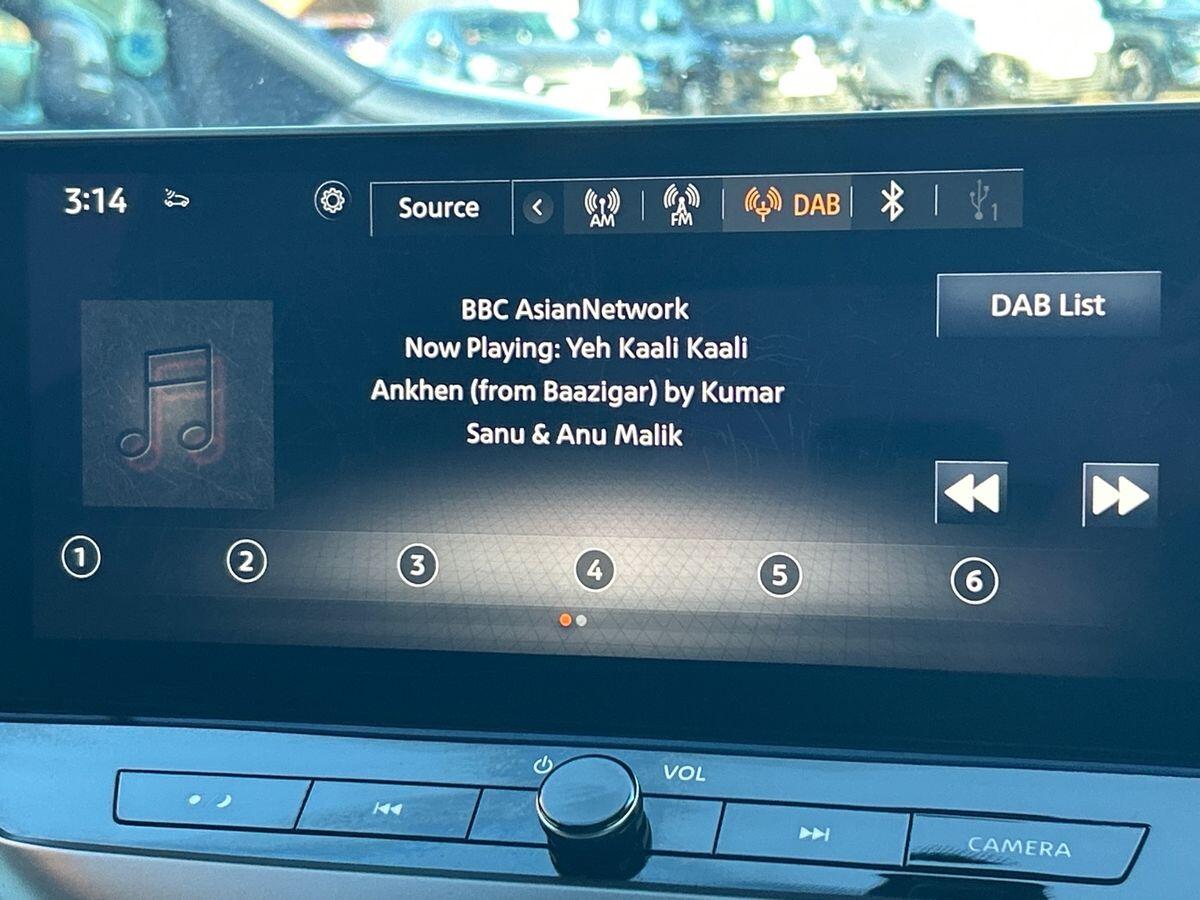 3:14
Source
AM
FM
DAB
1
BBC AsianNetwork
Now Playing: Yeh Kaali Kaali
Ankhen (from Baazigar) by Kumar
Sanu & Anu Malik
DAB List
1
2
3
4
5
6
VOL
CAMERA